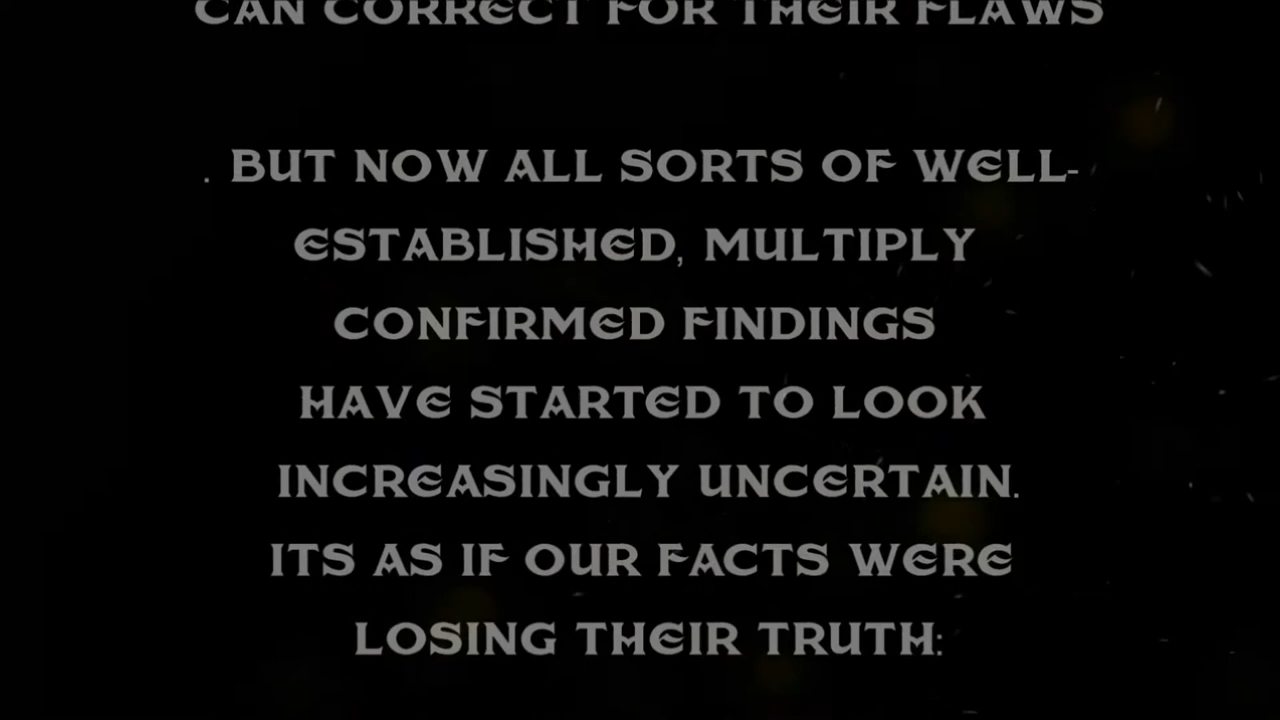 CAN CORRECT FOR THEIR FLAWS
. BUT NOW ALL SORTS OF WELL-
ESTABLISHED, MULTIPLY
CONFIRMED FINDINGS
HAVE STARTED TO LOOK
INCREASINGLY UNCERTAIN.
ITS AS IF OUR FACTS WERE
LOSING THEIR TRUTH: